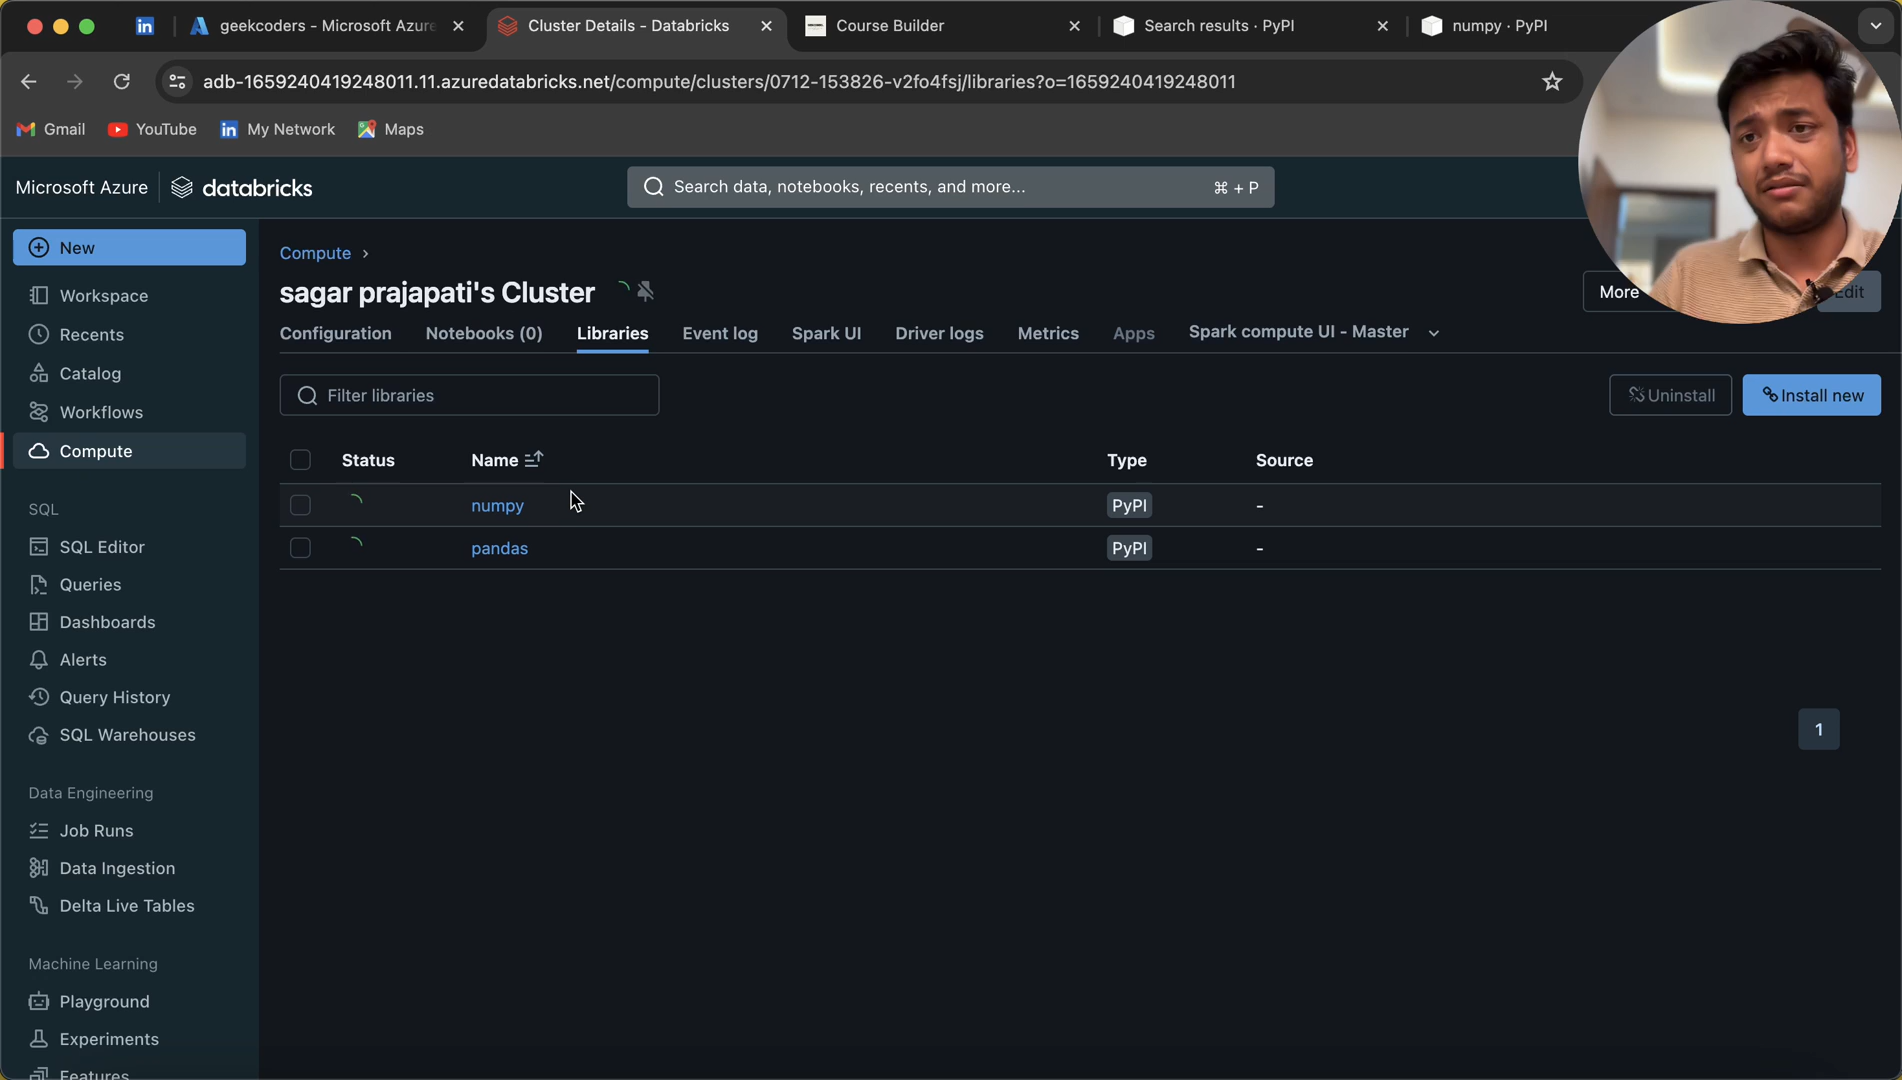 geekcoders - Microsoft Azure
Cluster Details - Databricks
Course Builder
Search results · PyPI
numpy · PyPI
adb-1659240419248011.11.azuredatabricks.net/compute/clusters/0712-153826-v2fo4fsj/libraries?o=1659240419248011
Gmail
YouTube
My Network
Maps
Microsoft Azure
databricks
Search data, notebooks, recents, and more...
⌘ + P
New
Workspace
Recents
Catalog
Workflows
Compute
SQL
SQL Editor
Queries
Dashboards
Alerts
Query History
SQL Warehouses
Data Engineering
Job Runs
Data Ingestion
Delta Live Tables
Machine Learning
Playground
Experiments
Features
Compute ›
sagar prajapati's Cluster
More
Edit
Configuration
Notebooks (0)
Libraries
Event log
Spark UI
Driver logs
Metrics
Apps
Spark compute UI - Master
Filter libraries
Uninstall
Install new
Status Name Type Source
numpy PyPI -
pandas PyPI -
1